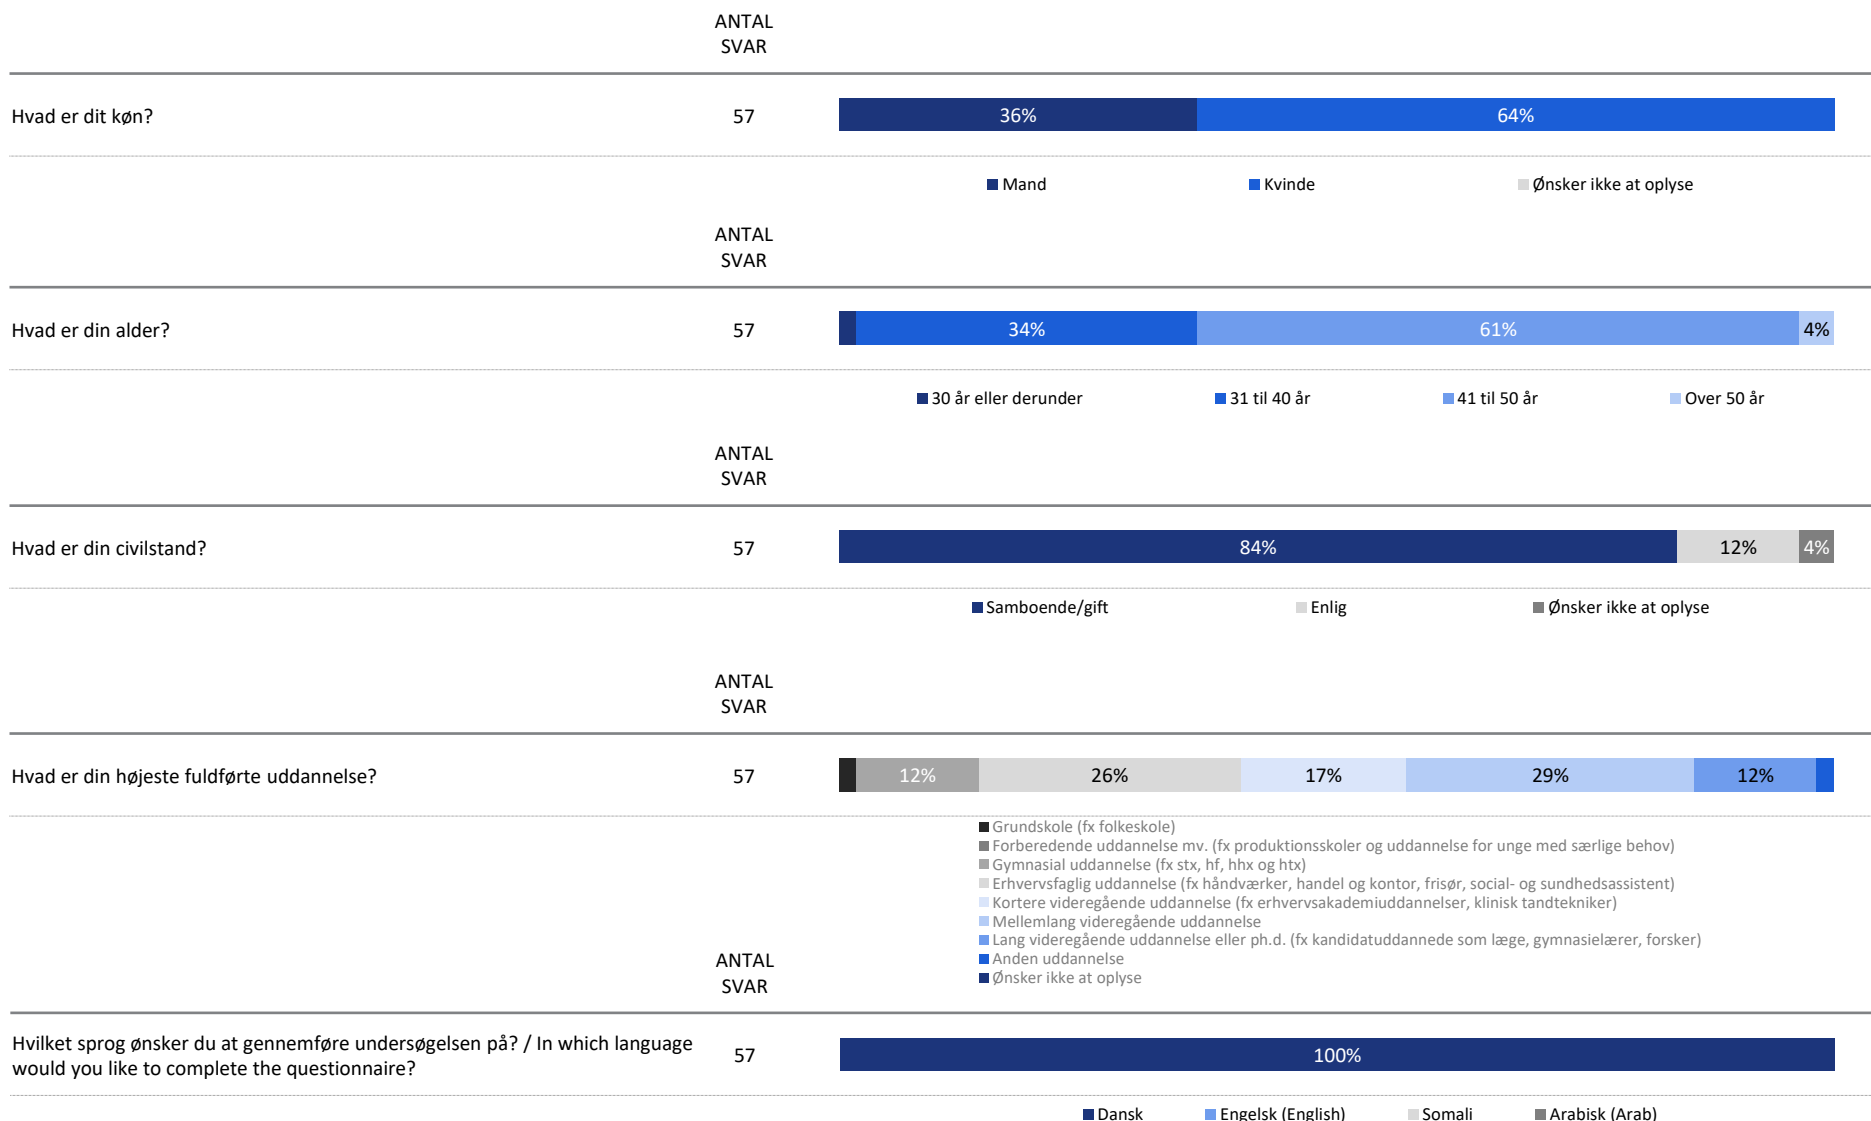 ANTAL
SVAR
Hvad er dit køn?
57
36%
64%
Mand
Kvinde
Ønsker ikke at oplyse
ANTAL
SVAR
Hvad er din alder?
57
34%
61%
4%
30 år eller derunder
31 til 40 år
41 til 50 år
Over 50 år
ANTAL
SVAR
Hvad er din civilstand?
57
84%
12%
4%
Samboende/gift
Enlig
Ønsker ikke at oplyse
ANTAL
SVAR
Hvad er din højeste fuldførte uddannelse?
57
12%
26%
17%
29%
12%
Grundskole (fx folkeskole)
Forberedende uddannelse mv. (fx produktionsskoler og uddannelse for unge med særlige behov)
Gymnasial uddannelse (fx stx, hf, hhx og htx)
Erhvervsfaglig uddannelse (fx håndværker, handel og kontor, frisør, social- og sundhedsassistent)
Kortere videregående uddannelse (fx erhvervsakademiuddannelser, klinisk tandtekniker)
Mellemlang videregående uddannelse
Lang videregående uddannelse eller ph.d. (fx kandidatuddannede som læge, gymnasielærer, forsker)
Anden uddannelse
Ønsker ikke at oplyse
ANTAL
SVAR
Hvilket sprog ønsker du at gennemføre undersøgelsen på? / In which language
would you like to complete the questionnaire?
57
100%
Dansk
Engelsk (English)
Somali
Arabisk (Arab)